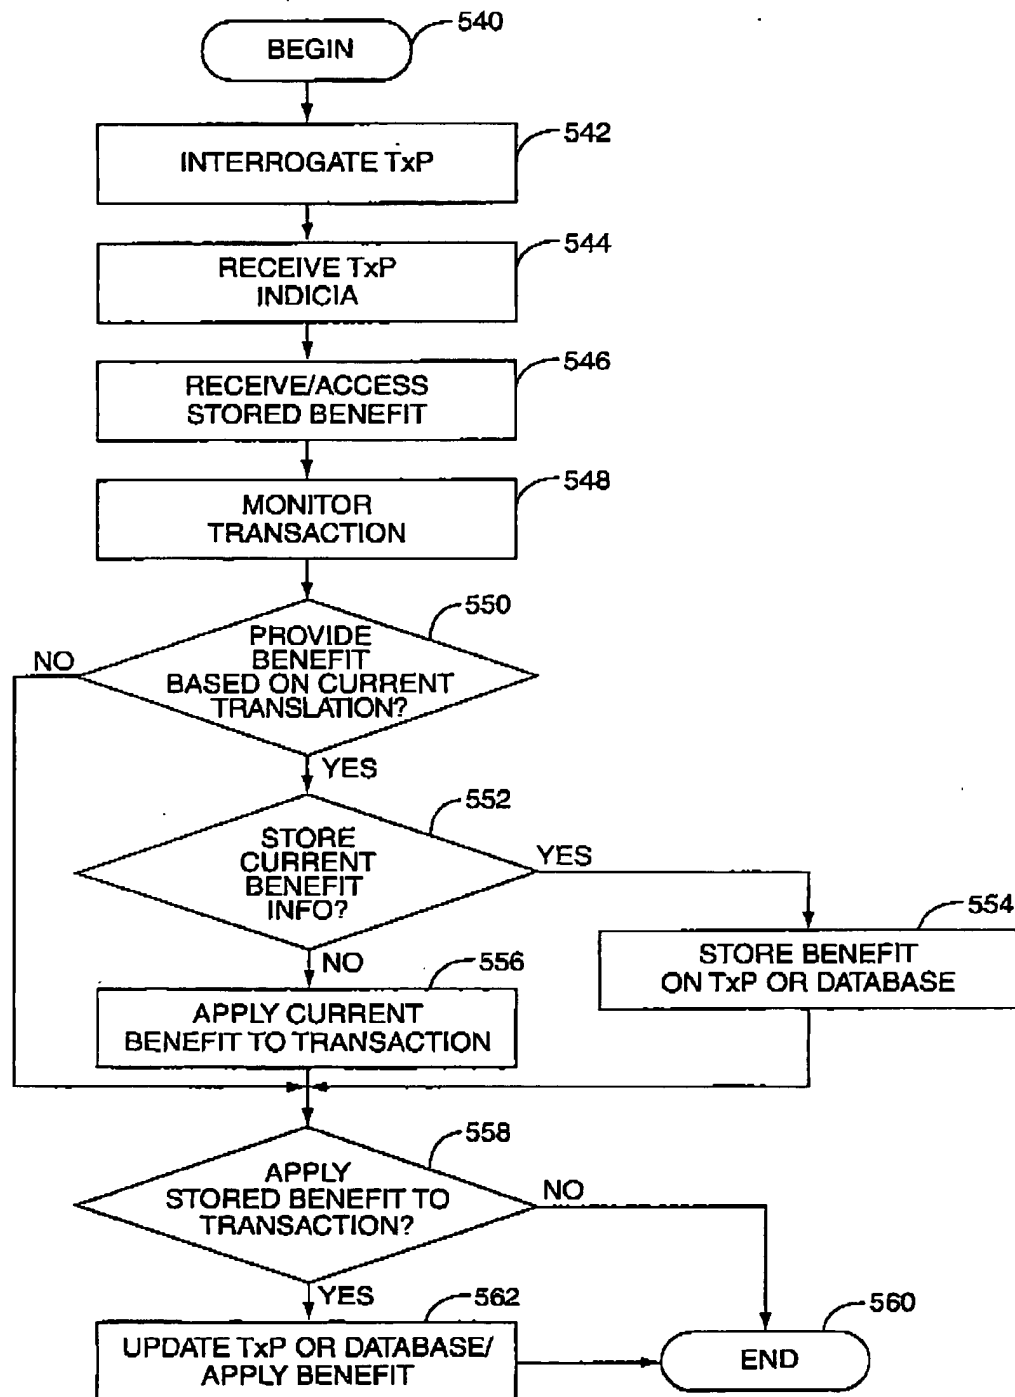 BEGIN
540
INTERROGATE TxP
542
RECEIVE TxP
INDICIA
544
RECEIVE/ACCESS
STORED BENEFIT
546
MONITOR
TRANSACTION
548
PROVIDE
BENEFIT
BASED ON CURRENT
TRANSLATION?
550
NO
YES
STORE
CURRENT
BENEFIT
INFO?
552
YES
NO
STORE BENEFIT
ON TxP OR DATABASE
554
APPLY CURRENT
BENEFIT TO TRANSACTION
556
APPLY
STORED BENEFIT TO
TRANSACTION?
558
NO
YES
UPDATE TxP OR DATABASE/
APPLY BENEFIT
562
END
560